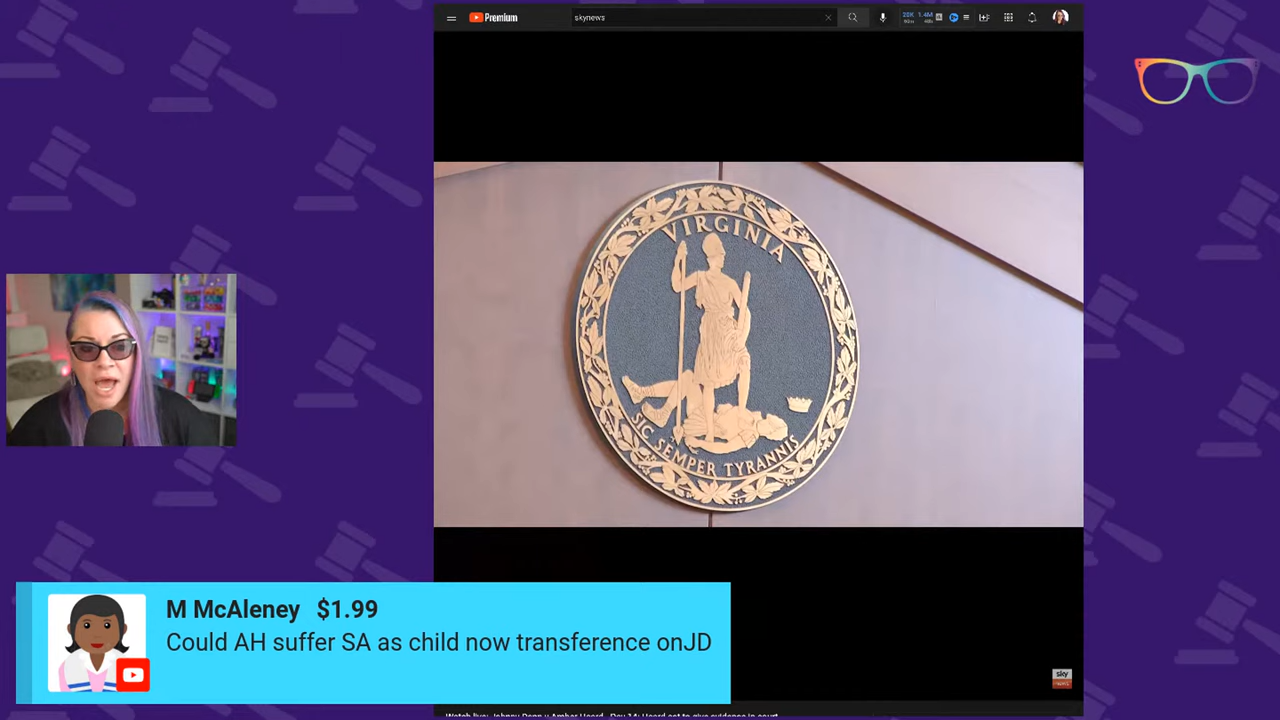 Premium
skynews
VIRGINIA
SIC SEMPER TYRANNIS
sky
M McAleney $1.99
Could AH suffer SA as child now transference onJD